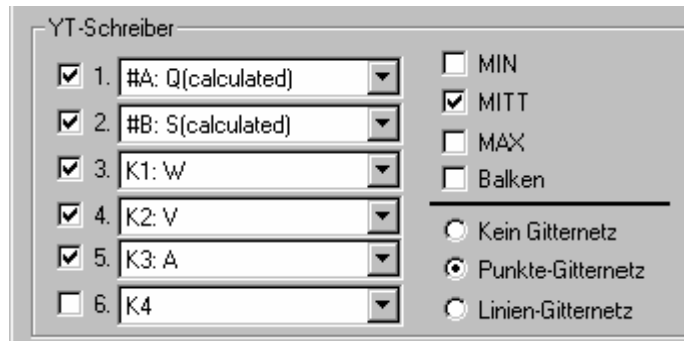 YT-Schreiber
1. #A: Q(calculated)
2. #B: S(calculated)
3. K1: W
4. K2: V
5. K3: A
6. K4
MIN
MITT
MAX
Balken
Kein Gitternetz
Punkte-Gitternetz
Linien-Gitternetz